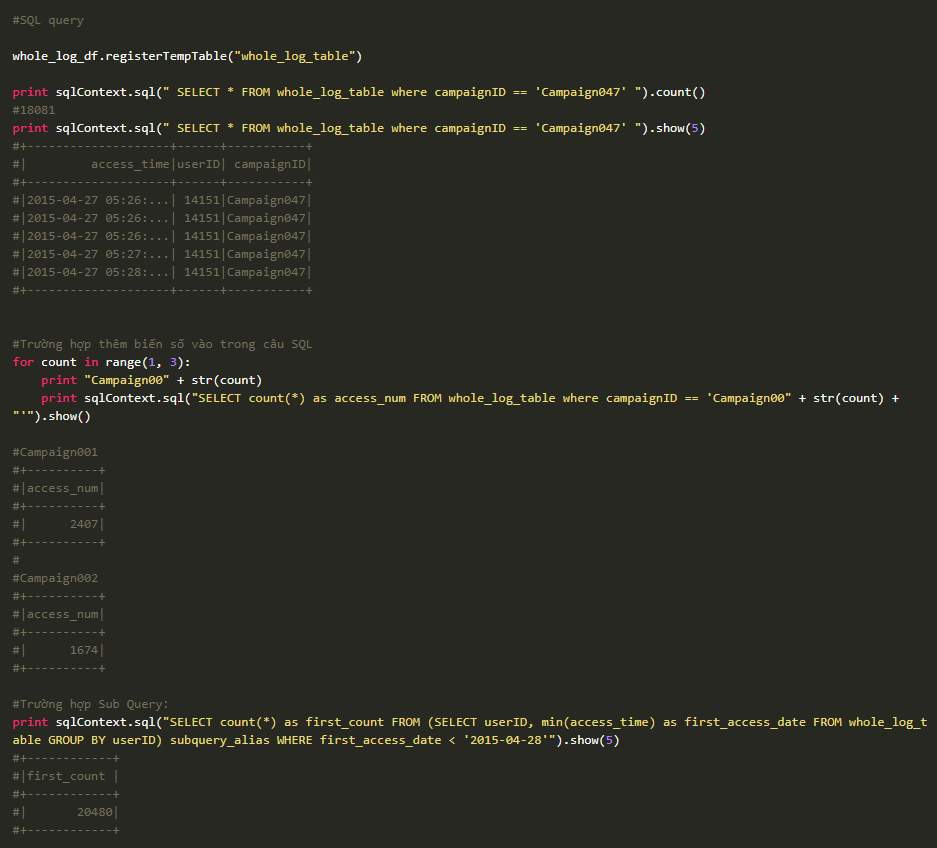 #SQL query
whole_log_df.registerTempTable("whole_log_table")
print sqlContext.sql(" SELECT * FROM whole_log_table where campaignID == 'Campaign047' ").count()
#18081
print sqlContext.sql(" SELECT * FROM whole_log_table where campaignID == 'Campaign047' ").show(5)
#+--------------------+------+-----------+
#|         access_time|userID| campaignID|
#+--------------------+------+-----------+
#|2015-04-27 05:26:...| 14151|Campaign047|
#|2015-04-27 05:26:...| 14151|Campaign047|
#|2015-04-27 05:26:...| 14151|Campaign047|
#|2015-04-27 05:27:...| 14151|Campaign047|
#|2015-04-27 05:28:...| 14151|Campaign047|
#+--------------------+------+-----------+
#Trường hợp thêm biến số vào trong câu SQL
for count in range(1, 3):
    print "Campaign00" + str(count)
    print sqlContext.sql("SELECT count(*) as access_num FROM whole_log_table where campaignID == 'Campaign00" + str(count) +
"'").show()
#Campaign001
#+----------+
#|access_num|
#+----------+
#|      2407|
#+----------+
#
#Campaign002
#+----------+
#|access_num|
#+----------+
#|      1674|
#+----------+
#Trường hợp Sub Query:
print sqlContext.sql("SELECT count(*) as first_count FROM (SELECT userID, min(access_time) as first_access_date FROM whole_log_t
able GROUP BY userID) subquery_alias WHERE first_access_date < '2015-04-28'").show(5)
#+------------+
#|first_count |
#+------------+
#|       20480|
#+------------+